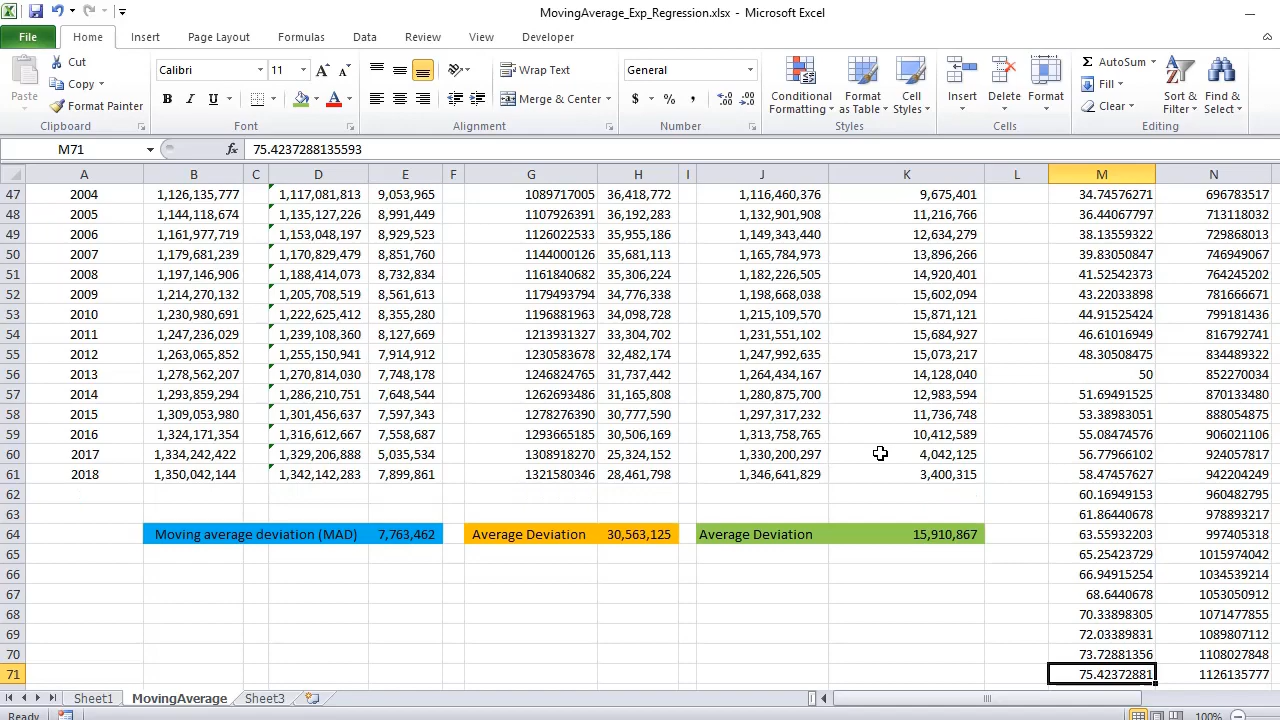 MovingAverage_Exp_Regression.xlsx - Microsoft Excel
File Home Insert Page Layout Formulas Data Review View Developer
Paste Cut Copy Format Painter Clipboard
Calibri 11 A A B I U A Font
Wrap Text Merge & Center Alignment
General $ % , Number
Conditional Formatting Format as Table Cell Styles Styles
Insert Delete Format Cells
Σ AutoSum Fill Clear Sort & Filter Find & Select Editing
M71 fx 75.4237288135593
A B C D E F G H I J K L M N
47 2004 1,126,135,777 1,117,081,813 9,053,965 1089717005 36,418,772 1,116,460,376 9,675,401 34.74576271 696783517
48 2005 1,144,118,674 1,135,127,226 8,991,449 1107926391 36,192,283 1,132,901,908 11,216,766 36.44067797 713118032
49 2006 1,161,977,719 1,153,048,197 8,929,523 1126022533 35,955,186 1,149,343,440 12,634,279 38.13559322 729868013
50 2007 1,179,681,239 1,170,829,479 8,851,760 1144000126 35,681,113 1,165,784,973 13,896,266 39.83050847 746949067
51 2008 1,197,146,906 1,188,414,073 8,732,834 1161840682 35,306,224 1,182,226,505 14,920,401 41.52542373 764245202
52 2009 1,214,270,132 1,205,708,519 8,561,613 1179493794 34,776,338 1,198,668,038 15,602,094 43.22033898 781666671
53 2010 1,230,980,691 1,222,625,412 8,355,280 1196881963 34,098,728 1,215,109,570 15,871,121 44.91525424 799181436
54 2011 1,247,236,029 1,239,108,360 8,127,669 1213931327 33,304,702 1,231,551,102 15,684,927 46.61016949 816792741
55 2012 1,263,065,852 1,255,150,941 7,914,912 1230583678 32,482,174 1,247,992,635 15,073,217 48.30508475 834489322
56 2013 1,278,562,207 1,270,814,030 7,748,178 1246824765 31,737,442 1,264,434,167 14,128,040 50 852270034
57 2014 1,293,859,294 1,286,210,751 7,648,544 1262693486 31,165,808 1,280,875,700 12,983,594 51.69491525 870133480
58 2015 1,309,053,980 1,301,456,637 7,597,343 1278276390 30,777,590 1,297,317,232 11,736,748 53.38983051 888054875
59 2016 1,324,171,354 1,316,612,667 7,558,687 1293665185 30,506,169 1,313,758,765 10,412,589 55.08474576 906021106
60 2017 1,334,242,422 1,329,206,888 5,035,534 1308918270 25,324,152 1,330,200,297 4,042,125 56.77966102 924057817
61 2018 1,350,042,144 1,342,142,283 7,899,861 1321580346 28,461,798 1,346,641,829 3,400,315 58.47457627 942204249
62 60.16949153 960482795
63 61.86440678 978893217
64 Moving average deviation (MAD) 7,763,462 Average Deviation 30,563,125 Average Deviation 15,910,867 63.55932203 997405318
65 65.25423729 1015974042
66 66.94915254 1034539214
67 68.6440678 1053050912
68 70.33898305 1071477855
69 72.03389831 1089807112
70 73.72881356 1108027848
71 75.42372881 1126135777
Sheet1 MovingAverage Sheet3
Ready 100%